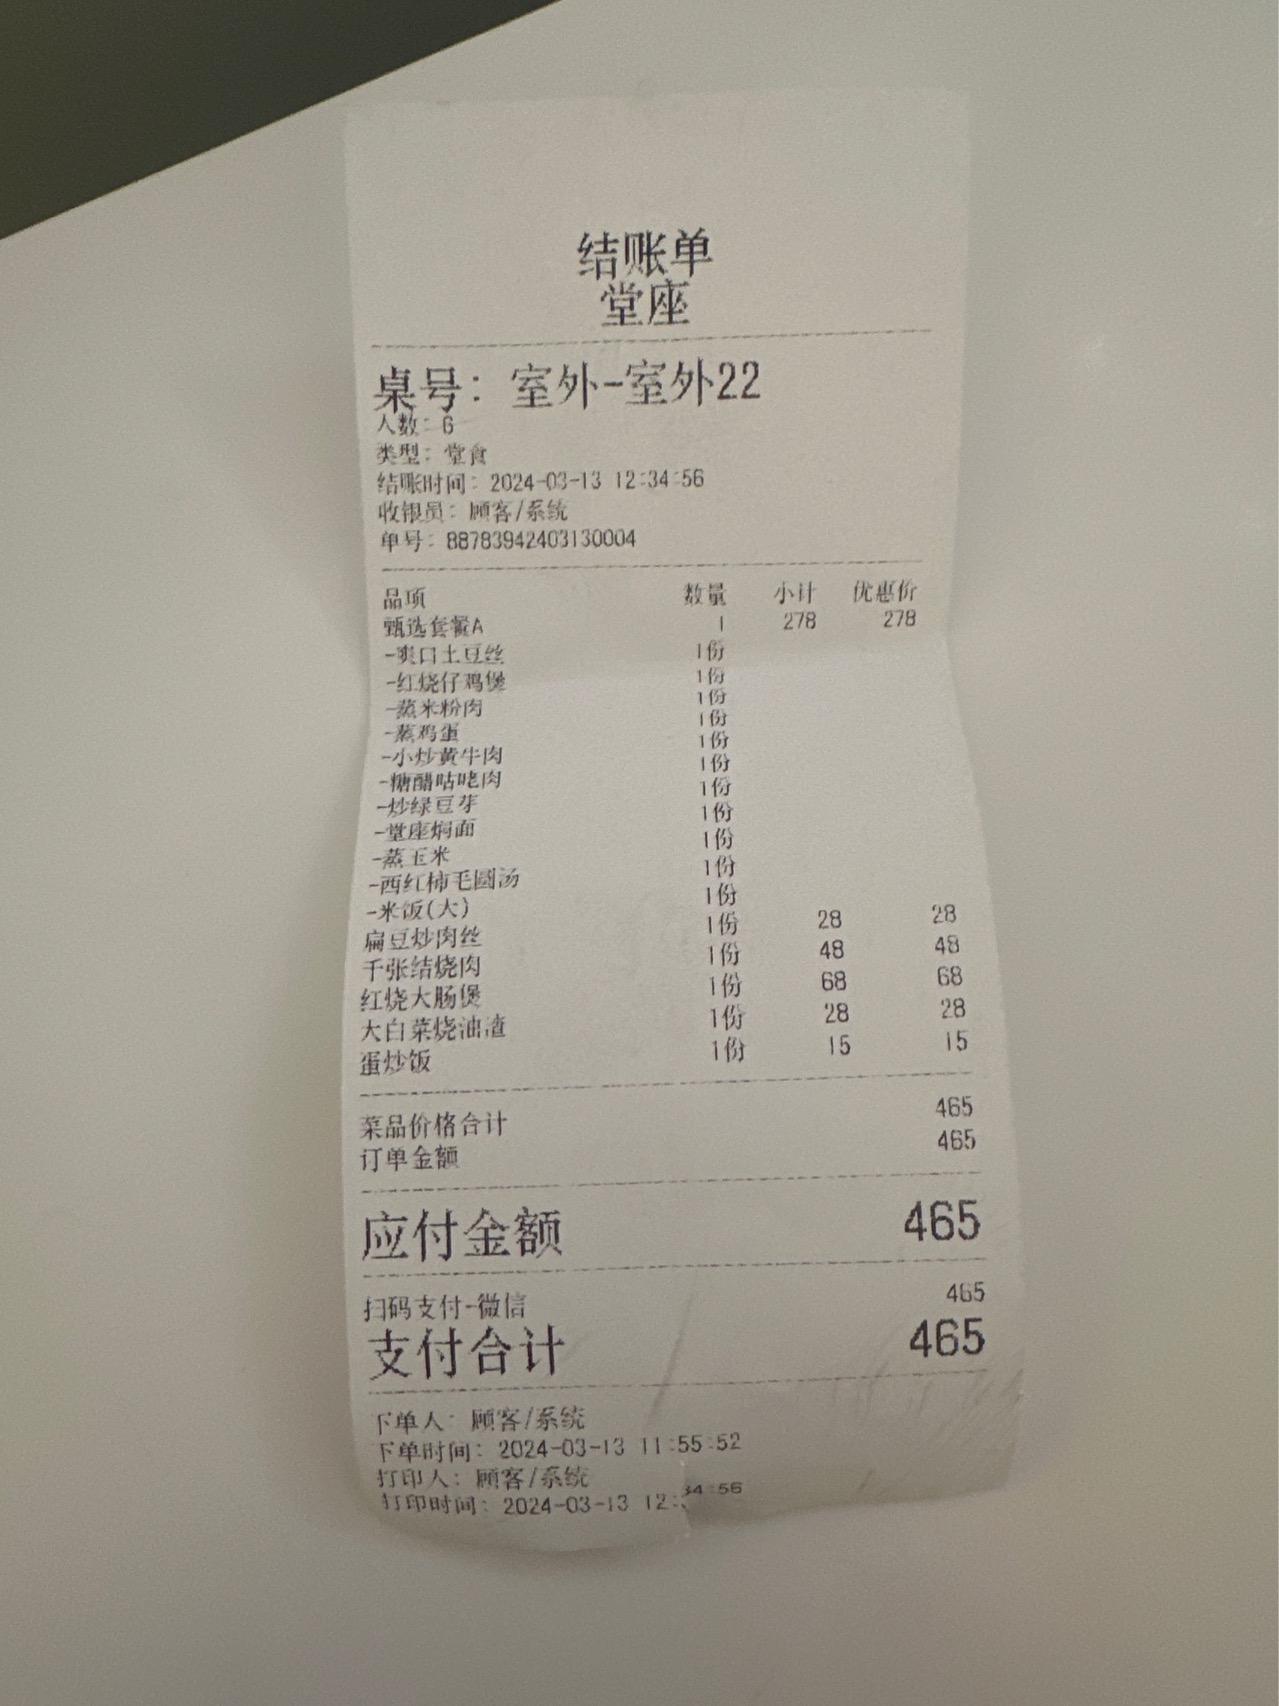 结账单
堂座
桌号：室外-室外22
人数：6
类型：堂食
结账时间：2024-03-13 12:34:56
收银员：顾客/系统
单号：88783942403130004
品项 数量 小计 优惠价
甄选套餐A 1 278 278
-爽口土豆丝 1份
-红烧仔鸡煲 1份
-蒸米粉肉 1份
-蒸鸡蛋 1份
-小炒黄牛肉 1份
-糖醋咕咾肉 1份
-炒绿豆芽 1份
-堂座焖面 1份
-蒸玉米 1份
-西红柿毛圆汤 1份
-米饭(大) 1份
扁豆炒肉丝 1份 28 28
千张结烧肉 1份 48 48
红烧大肠煲 1份 68 68
大白菜烧油渣 1份 28 28
蛋炒饭 1份 15 15
菜品价格合计 465
订单金额 465
应付金额 465
扫码支付-微信 465
支付合计 465
下单人：顾客/系统
下单时间：2024-03-13 11:55:52
打印人：顾客/系统
打印时间：2024-03-13 12:34:56